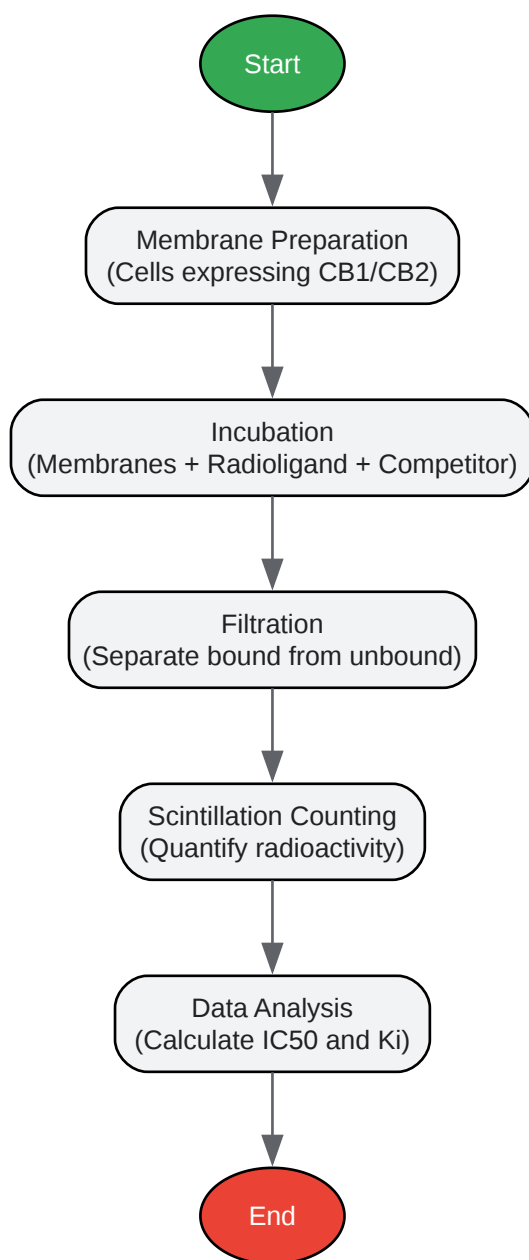 Start
Membrane Preparation
(Cells expressing CB1/CB2)
Incubation
(Membranes + Radioligand + Competitor)
Filtration
(Separate bound from unbound)
Scintillation Counting
(Quantify radioactivity)
Data Analysis
(Calculate IC50 and Ki)
End